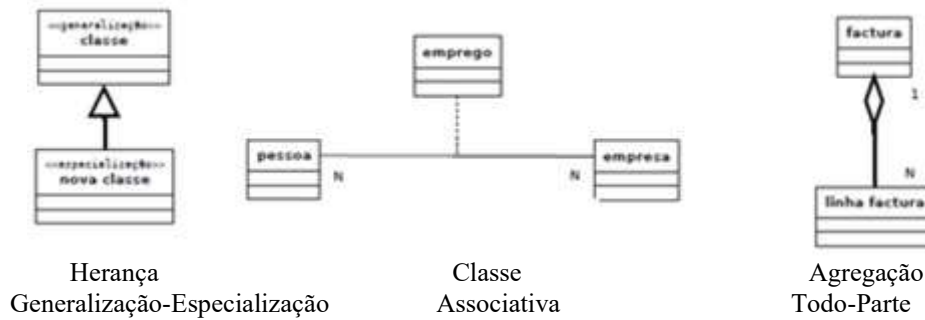 <<generalização>>
classe
<<especialização>>
nova classe
emprego
pessoa
N
N
empresa
factura
1
N
linha factura
Herança
Generalização-Especialização
Classe
Associativa
Agregação
Todo-Parte